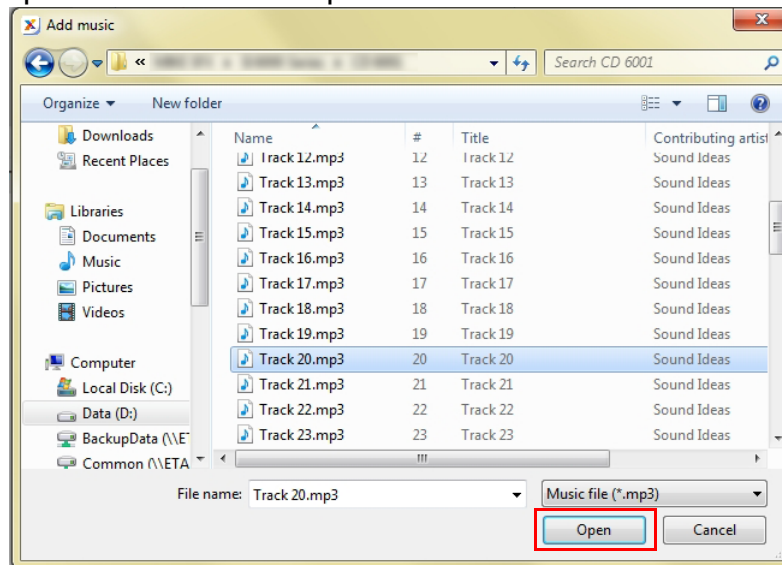 Add music
«
Search CD 6001
Organize
New folder
Downloads
Recent Places
Libraries
Documents
Music
Pictures
Videos
Computer
Local Disk (C:)
Data (D:)
BackupData (\\E
Common (\\ETA
Name # Title Contributing artist
Track 12.mp3 12 Track 12 Sound Ideas
Track 13.mp3 13 Track 13 Sound Ideas
Track 14.mp3 14 Track 14 Sound Ideas
Track 15.mp3 15 Track 15 Sound Ideas
Track 16.mp3 16 Track 16 Sound Ideas
Track 17.mp3 17 Track 17 Sound Ideas
Track 18.mp3 18 Track 18 Sound Ideas
Track 19.mp3 19 Track 19 Sound Ideas
Track 20.mp3 20 Track 20 Sound Ideas
Track 21.mp3 21 Track 21 Sound Ideas
Track 22.mp3 22 Track 22 Sound Ideas
Track 23.mp3 23 Track 23 Sound Ideas
File name: Track 20.mp3
Music file (*.mp3)
Open
Cancel